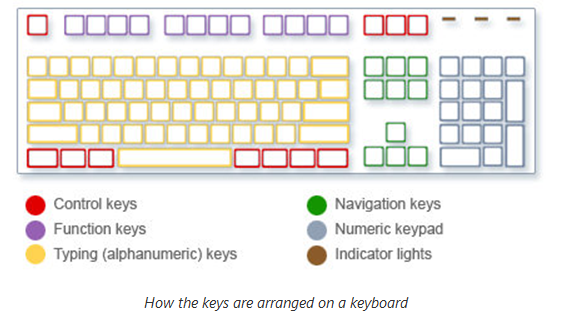 Control keys
Navigation keys
Function keys
Numeric keypad
Typing (alphanumeric) keys
Indicator lights
How the keys are arranged on a keyboard